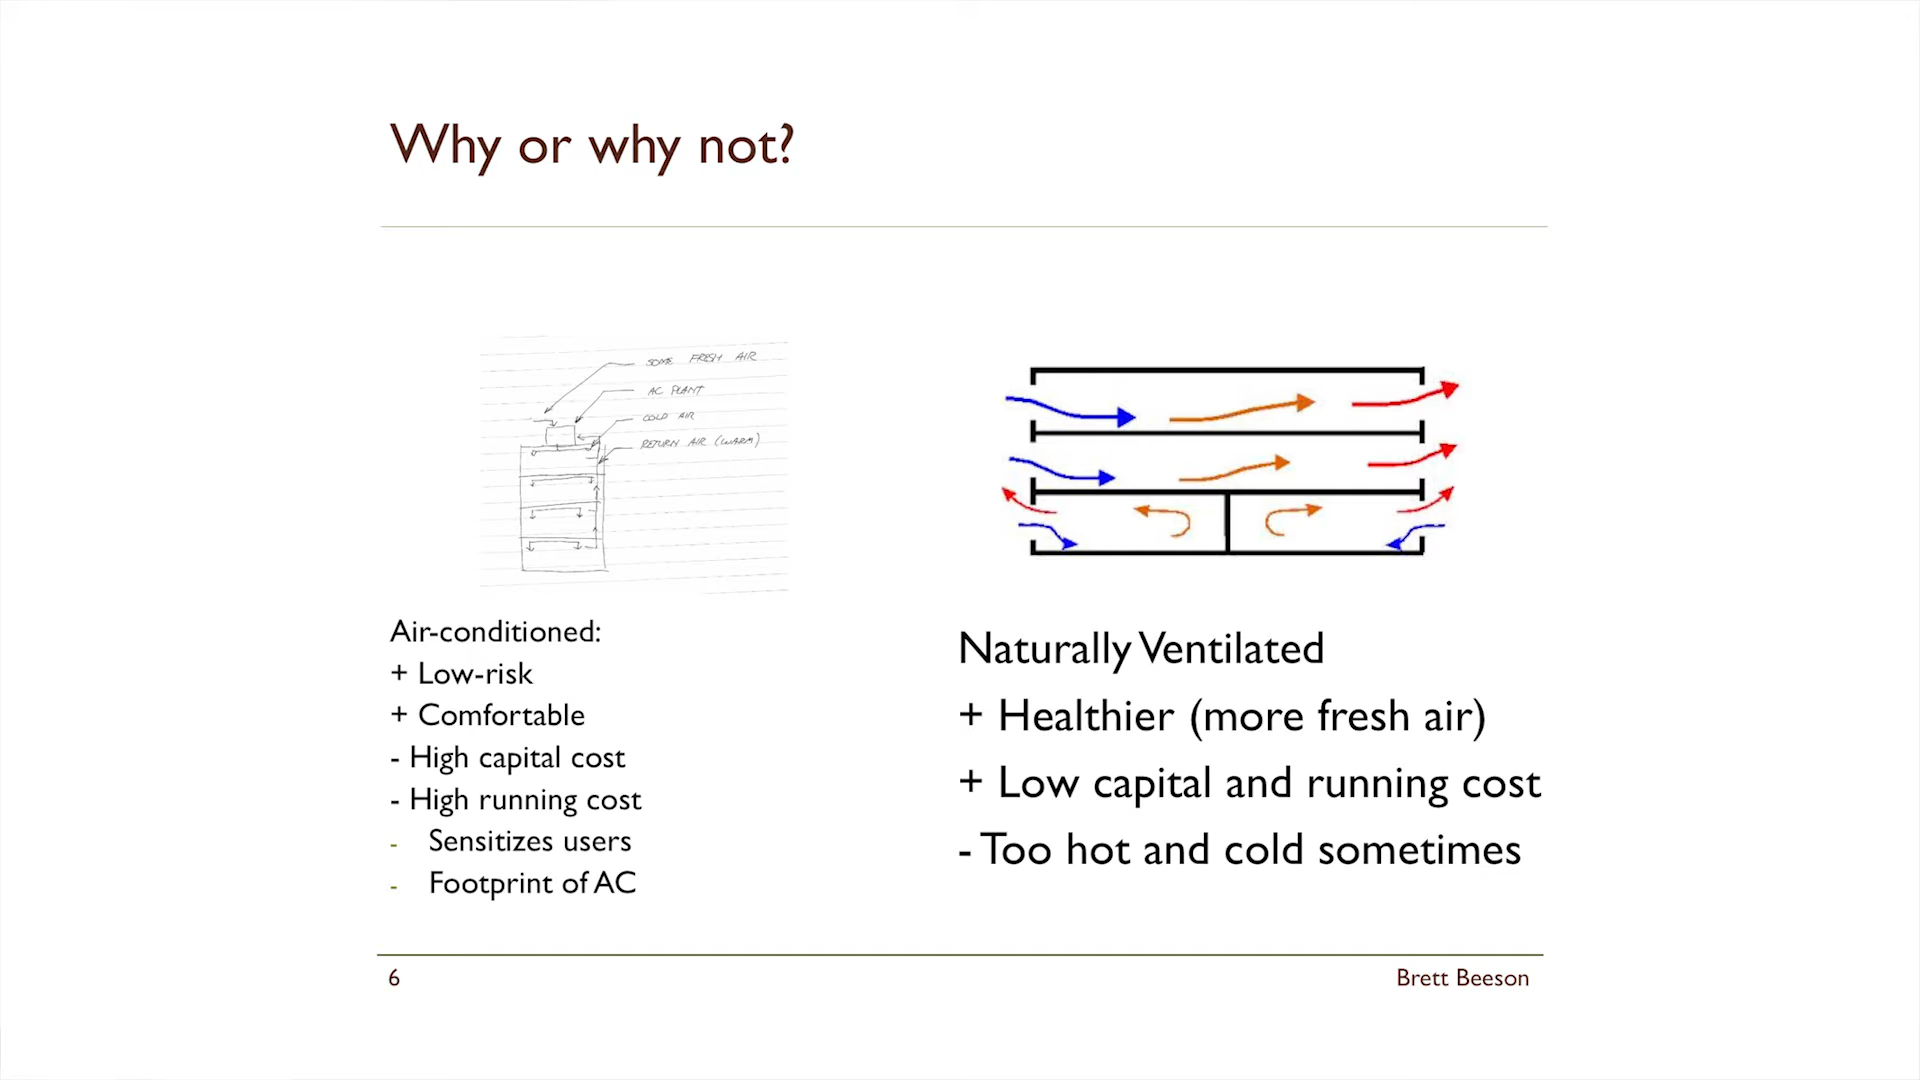 Why or why not?
SOME FRESH AIR
AC PLANT
COLD AIR
RETURN AIR (WARM)
Air-conditioned:
+ Low-risk
+ Comfortable
- High capital cost
- High running cost
- Sensitizes users
- Footprint of AC
Naturally Ventilated
+ Healthier (more fresh air)
+ Low capital and running cost
- Too hot and cold sometimes
6
Brett Beeson